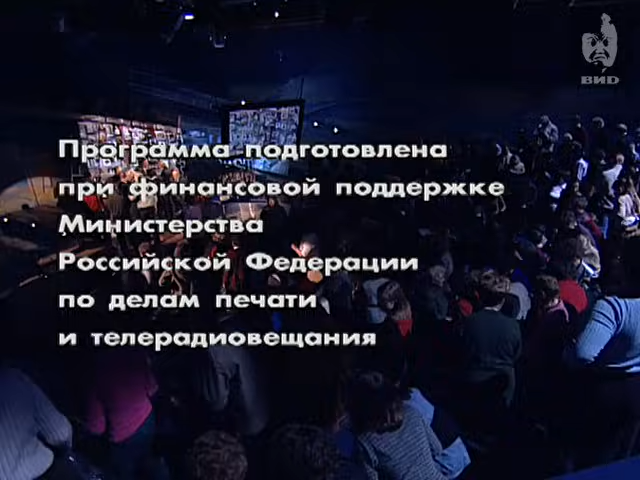 ВИD
Программа подготовлена
при финансовой поддержке
Министерства
Российской Федерации
по делам печати
и телерадиовещания